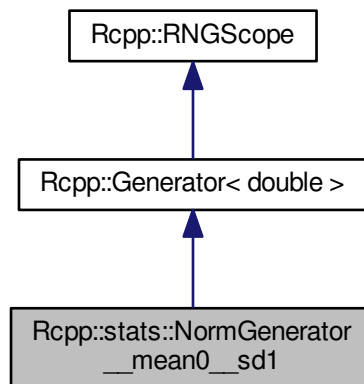 Rcpp::RNGScope
Rcpp::Generator< double >
Rcpp::stats::NormGenerator
__mean0__sd1